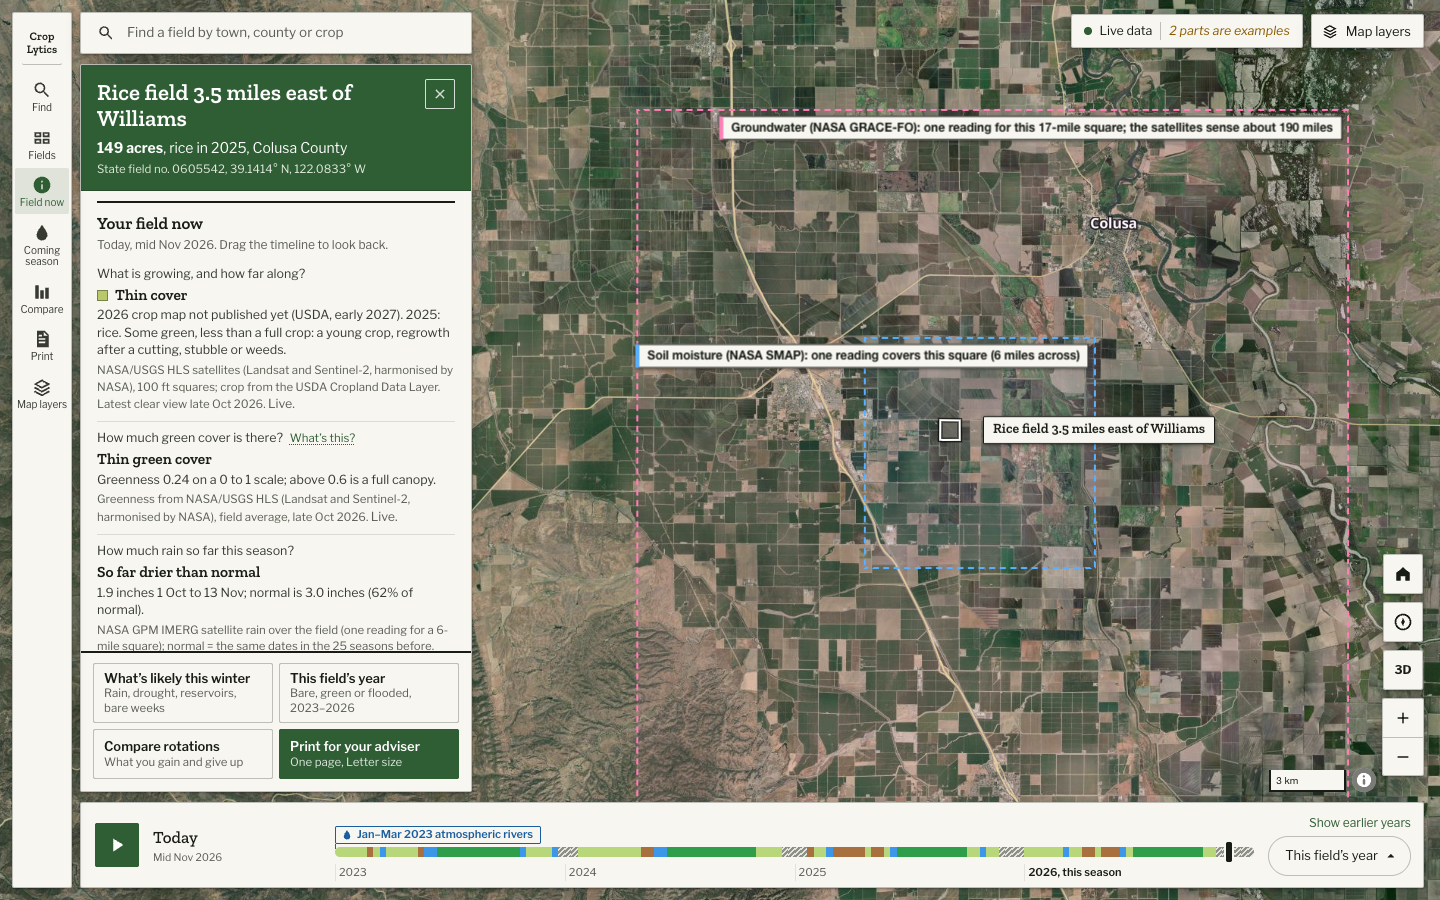 Crop
Lytics
Find
Fields
Field now
Coming
season
Compare
Print
Map layers
Find a field by town, county or crop
Rice field 3.5 miles east of
Williams
149 acres, rice in 2025, Colusa County
State field no. 0605542, 39.1414° N, 122.0833° W
Your field now
Today, mid Nov 2026. Drag the timeline to look back.
What is growing, and how far along?
Thin cover
2026 crop map not published yet (USDA, early 2027). 2025:
rice. Some green, less than a full crop: a young crop, regrowth
after a cutting, stubble or weeds.
NASA/USGS HLS satellites (Landsat and Sentinel-2, harmonised by
NASA), 100 ft squares; crop from the USDA Cropland Data Layer.
Latest clear view late Oct 2026. Live.
How much green cover is there? What's this?
Thin green cover
Greenness 0.24 on a 0 to 1 scale; above 0.6 is a full canopy.
Greenness from NASA/USGS HLS (Landsat and Sentinel-2,
harmonised by NASA), field average, late Oct 2026. Live.
How much rain so far this season?
So far drier than normal
1.9 inches 1 Oct to 13 Nov; normal is 3.0 inches (62% of
normal).
NASA GPM IMERG satellite rain over the field (one reading for a 6-
mile square); normal = the same dates in the 25 seasons before.
What's likely this winter
Rain, drought, reservoirs,
bare weeks
This field's year
Bare, green or flooded,
2023–2026
Compare rotations
What you gain and give up
Print for your adviser
One page, Letter size
Live data
2 parts are examples
Map layers
Groundwater (NASA GRACE-FO): one reading for this 17-mile square; the satellites sense about 190 miles
Colusa
Soil moisture (NASA SMAP): one reading covers this square (6 miles across)
Rice field 3.5 miles east of Williams
3D
3 km
Today
Mid Nov 2026
Jan–Mar 2023 atmospheric rivers
2023
2024
2025
2026, this season
Show earlier years
This field's year